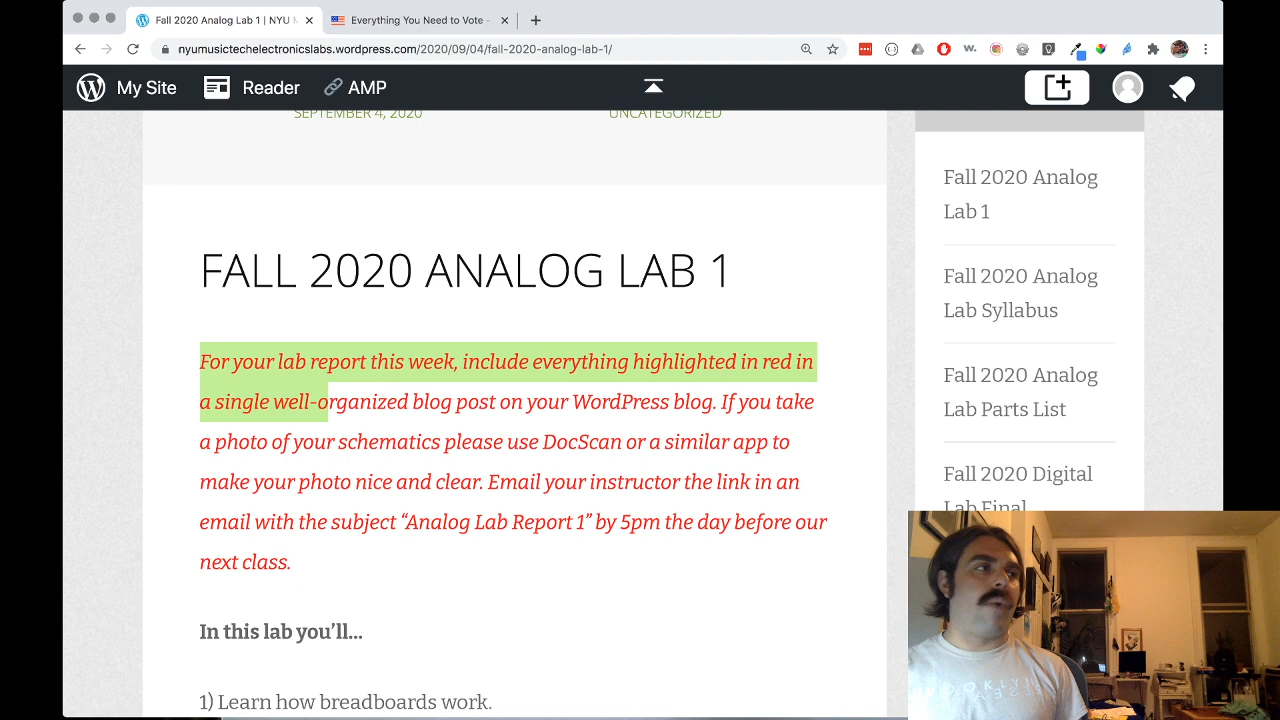 Fall 2020 Analog Lab 1 | NYU M
Everything You Need to Vote -
nyumusictechelectronicslabs.wordpress.com/2020/09/04/fall-2020-analog-lab-1/
My Site
Reader
AMP
SEPTEMBER 4, 2020
UNCATEGORIZED
FALL 2020 ANALOG LAB 1
For your lab report this week, include everything highlighted in red in
a single well-organized blog post on your WordPress blog. If you take
a photo of your schematics please use DocScan or a similar app to
make your photo nice and clear. Email your instructor the link in an
email with the subject “Analog Lab Report 1” by 5pm the day before our
next class.
In this lab you’ll…
1) Learn how breadboards work.
Fall 2020 Analog
Lab 1
Fall 2020 Analog
Lab Syllabus
Fall 2020 Analog
Lab Parts List
Fall 2020 Digital
Lab Final